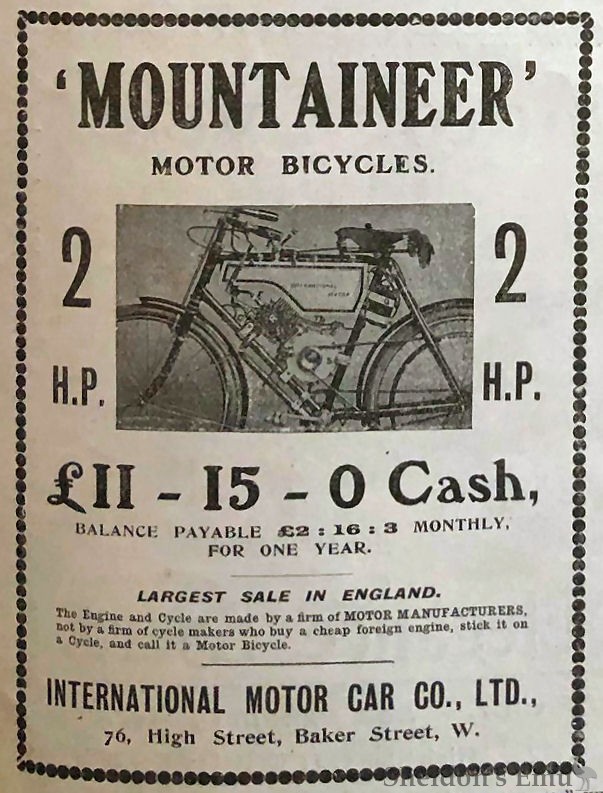 'MOUNTAINEER'
MOTOR BICYCLES.
2 2
H.P. H.P.
INTERNATIONAL
MOTOR
£11 - 15 - 0 Cash,
BALANCE PAYABLE £2 : 16 : 3 MONTHLY,
FOR ONE YEAR.
LARGEST SALE IN ENGLAND.
The Engine and Cycle are made by a firm of MOTOR MANUFACTURERS,
not by a firm of cycle makers who buy a cheap foreign engine, stick it on
a Cycle, and call it a Motor Bicycle.
INTERNATIONAL MOTOR CAR CO., LTD.,
76, High Street, Baker Street, W.
Sheldon's Emu